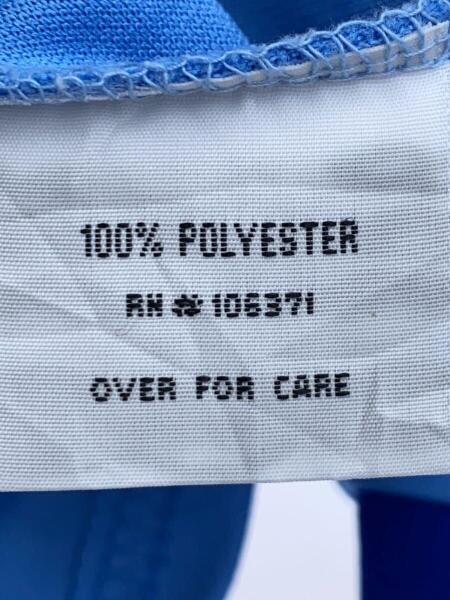 100% POLYESTER
RN # 106371
OVER FOR CARE